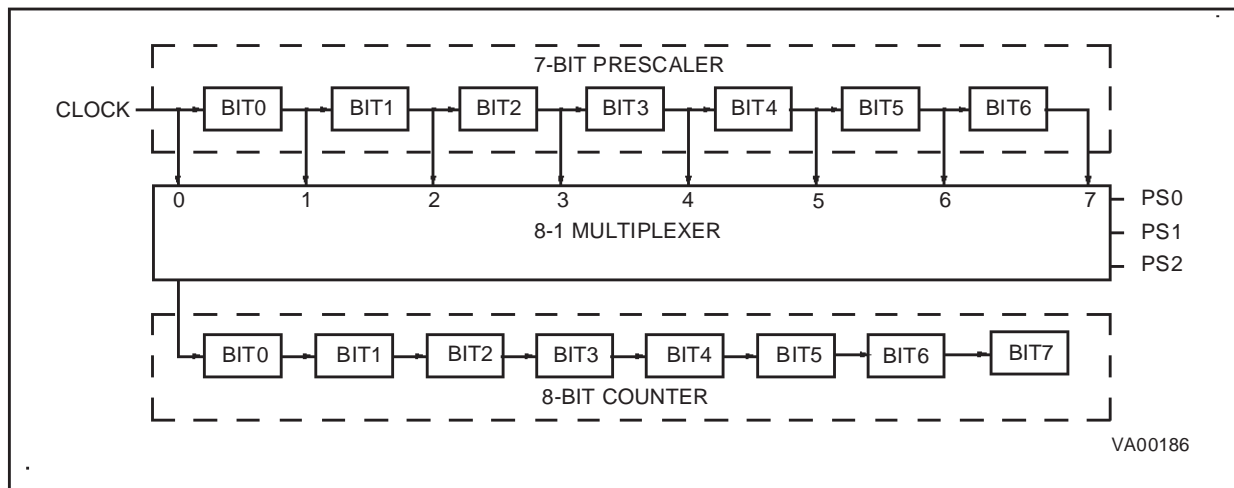 7-BIT PRESCALER
CLOCK BIT0 BIT1 BIT2 BIT3 BIT4 BIT5 BIT6
0 1 2 3 4 5 6 7 PS0
8-1 MULTIPLEXER PS1
PS2
BIT0 BIT1 BIT2 BIT3 BIT4 BIT5 BIT6 BIT7
8-BIT COUNTER
VA00186